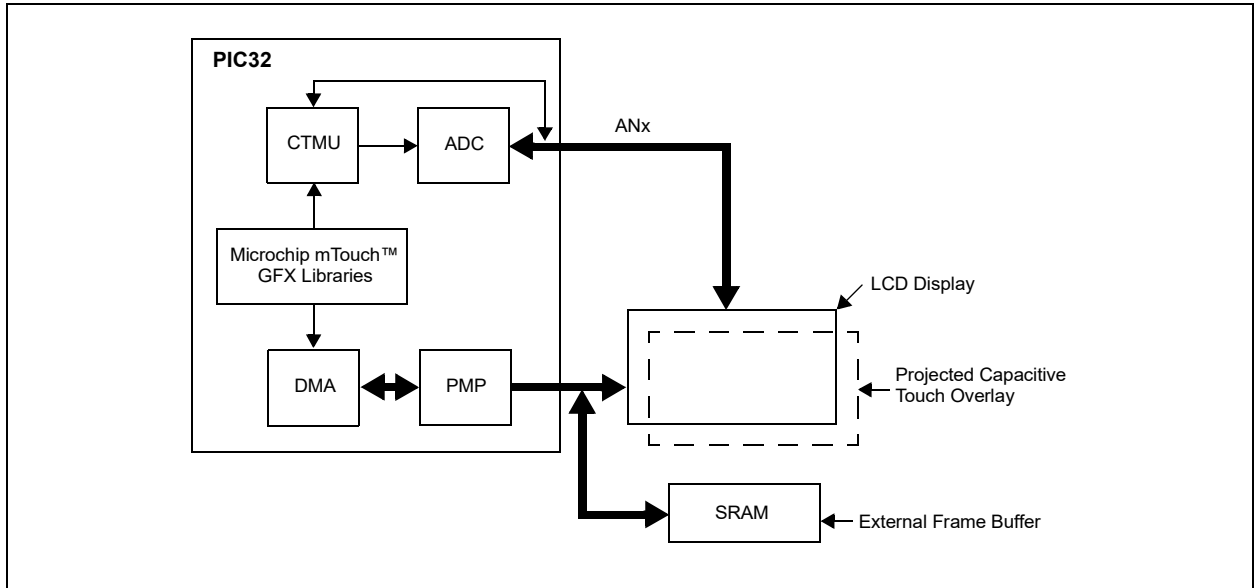 PIC32
CTMU
ADC
ANx
Microchip mTouch™
GFX Libraries
LCD Display
DMA
PMP
Projected Capacitive
Touch Overlay
SRAM
External Frame Buffer